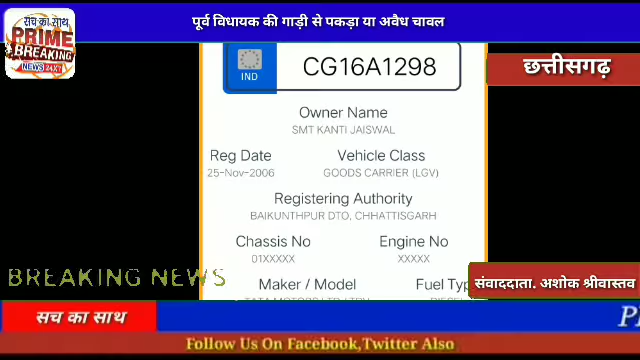 पूर्व विधायक की गाड़ी से पकड़ा या अवैध चावल
सच का साथ
PRIME
BREAKING
NEWS 24X7
छत्तीसगढ़
IND
CG16A1298
Owner Name
SMT KANTI JAISWAL
Reg Date
Vehicle Class
25-Nov-2006
GOODS CARRIER (LGV)
Registering Authority
BAIKUNTHPUR DTO, CHHATTISGARH
Chassis No
Engine No
01XXXXX
XXXXX
Maker / Model
Fuel Typ
BREAKING NEWS
संवाददाता. अशोक श्रीवास्तव
सच का साथ
Follow Us On Facebook,Twitter Also